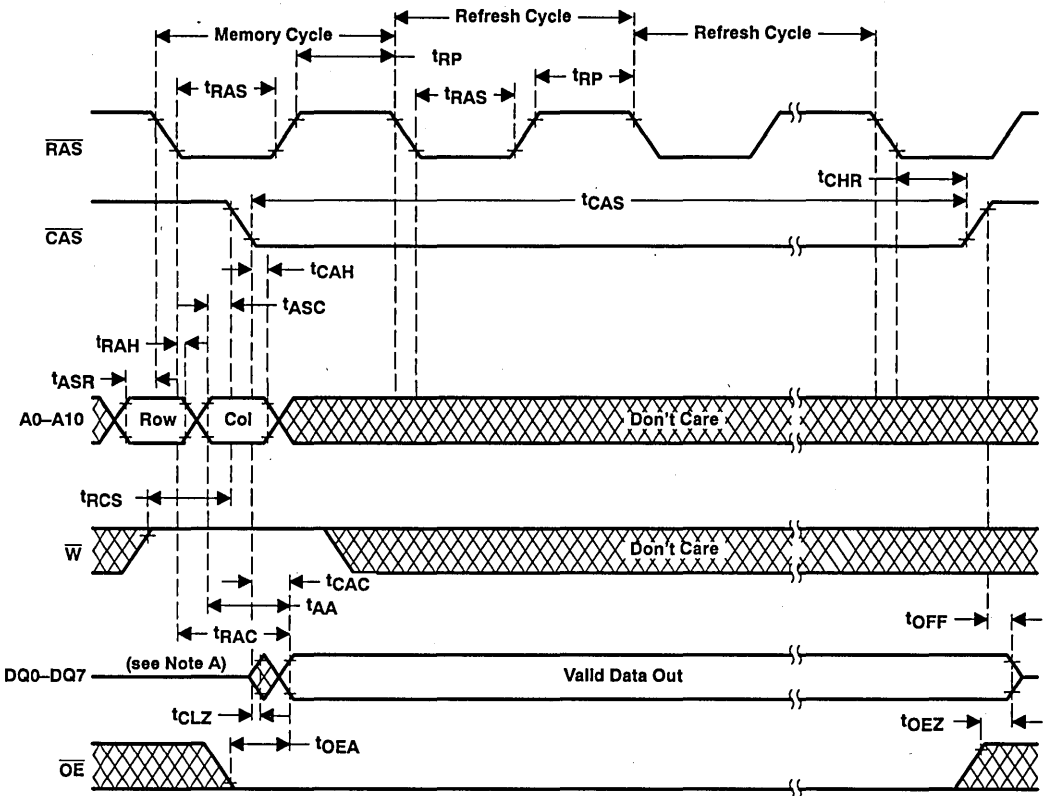 Refresh Cycle
Memory Cycle
Refresh Cycle
tRP
tRAS
tRP
tRAS
RAS
tCHR
tCAS
CAS
tCAH
tASC
tRAH
tASR
A0–A10
Row
Col
Don't Care
tRCS
W
Don't Care
tCAC
tAA
tRAC
tOFF
(see Note A)
DQ0–DQ7
Valid Data Out
tCLZ
tOEZ
tOEA
OE